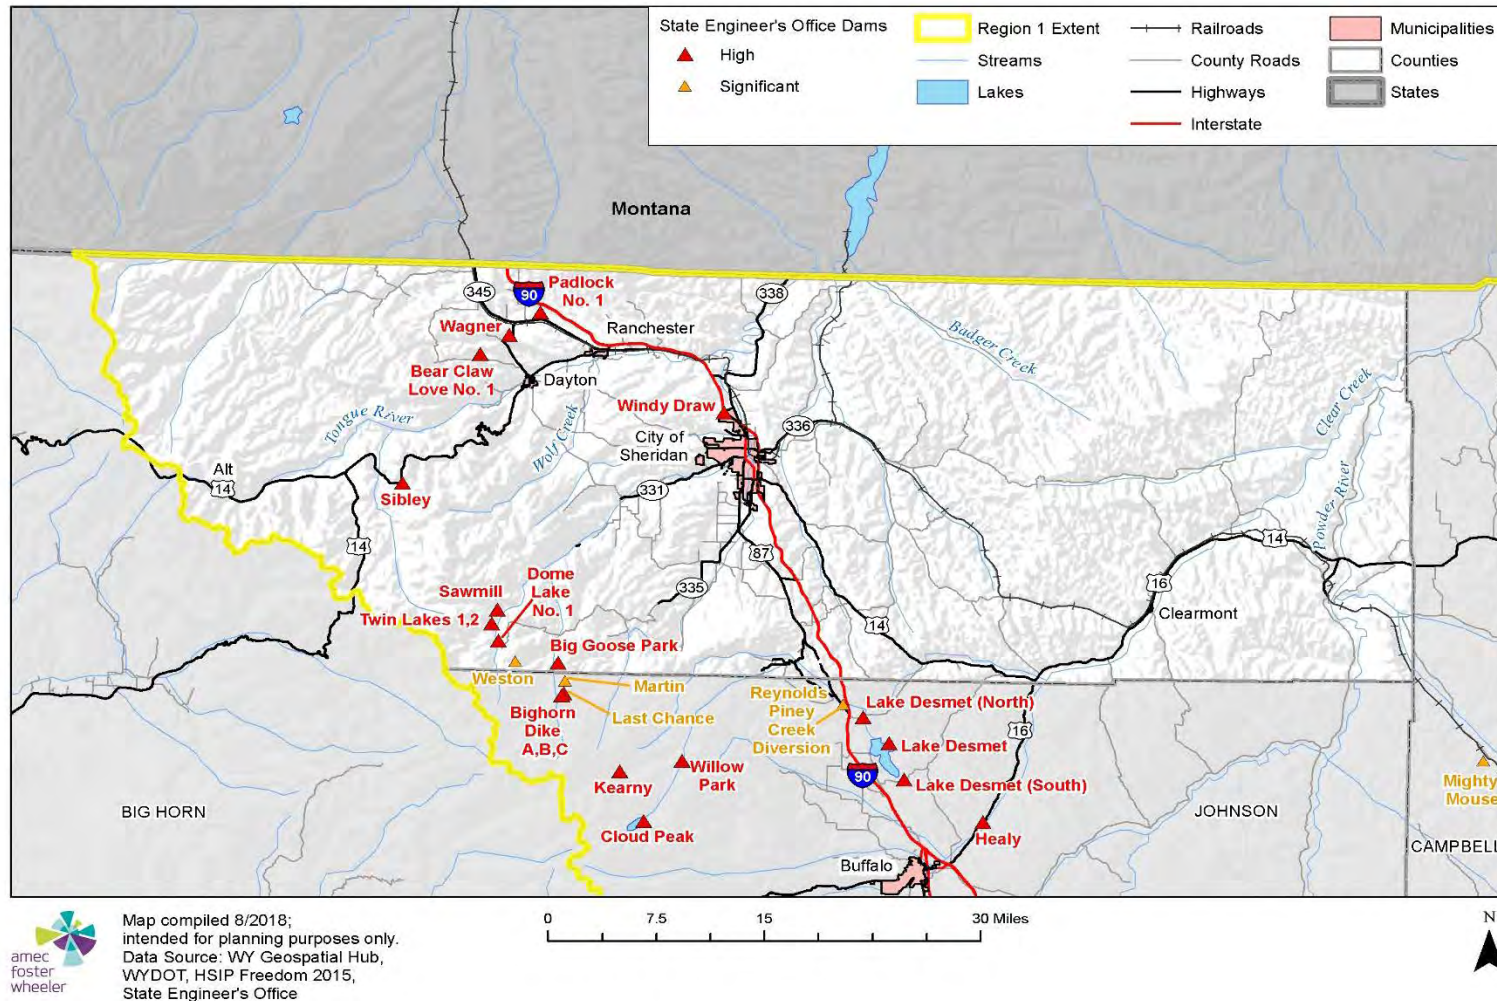 State Engineer's Office Dams
High
Significant
Region 1 Extent
Streams
Lakes
Railroads
County Roads
Highways
Interstate
Municipalities
Counties
States
Montana
345
90
Padlock
No. 1
338
Wagner
Ranchester
Bear Claw
Love No. 1
Dayton
Badger Creek
Tongue River
Wolf Creek
Windy Draw
City of
Sheridan
336
Clear Creek
Alt
14
Sibley
331
Powder River
14
87
14
16
Sawmill
Dome
Lake
No. 1
335
Twin Lakes 1,2
14
Clearmont
Big Goose Park
Weston
Martin
Last Chance
Bighorn
Dike
A,B,C
Reynolds
Piney
Creek
Diversion
Lake Desmet (North)
16
Lake Desmet
Kearny
Willow
Park
90
Lake Desmet (South)
Mighty
Mouse
BIG HORN
Cloud Peak
Healy
JOHNSON
Buffalo
CAMPBELL
amec
foster
wheeler
Map compiled 8/2018;
intended for planning purposes only.
Data Source: WY Geospatial Hub,
WYDOT, HSIP Freedom 2015,
State Engineer's Office
0 7.5 15 30 Miles
N